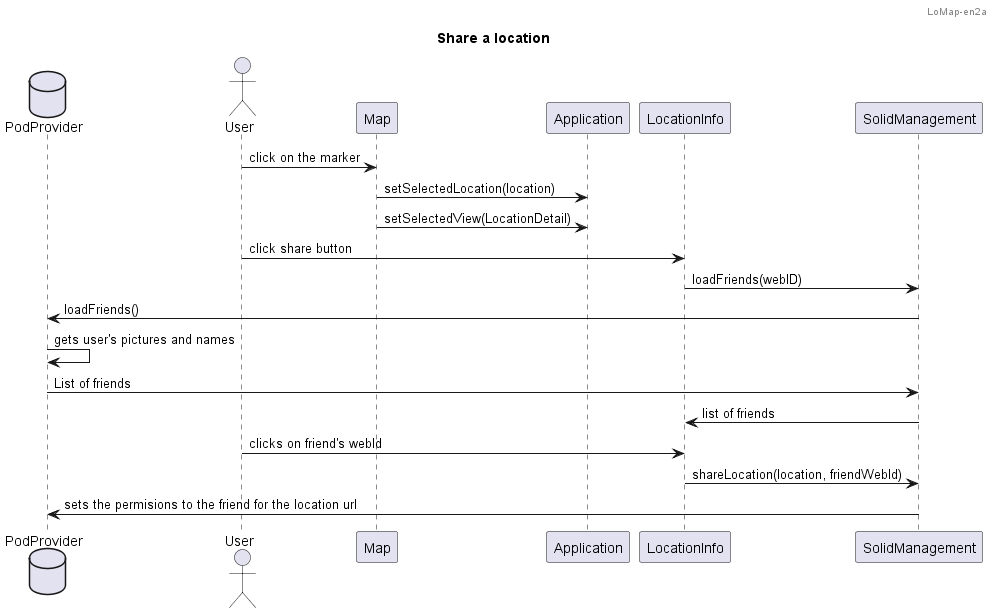 LoMap-en2a
Share a location
PodProvider
User
Map
Application
LocationInfo
SolidManagement
click on the marker
setSelectedLocation(location)
setSelectedView(LocationDetail)
click share button
loadFriends(webID)
loadFriends()
gets user's pictures and names
List of friends
list of friends
clicks on friend's webId
shareLocation(location, friendWebId)
sets the permisions to the friend for the location url
PodProvider
User
Map
Application
LocationInfo
SolidManagement